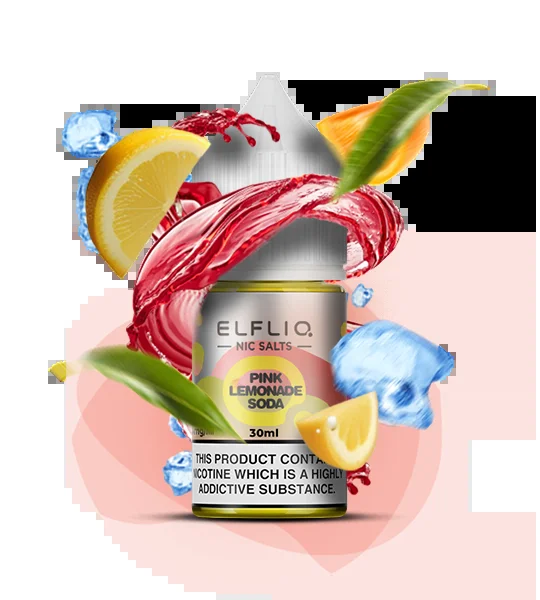 ELFLIQ
NIC SALTS
PINK
LEMONADE
SODA
30ml
THIS PRODUCT CONTA
NICOTINE WHICH IS A HIGHLY
ADDICTIVE SUBSTANCE.